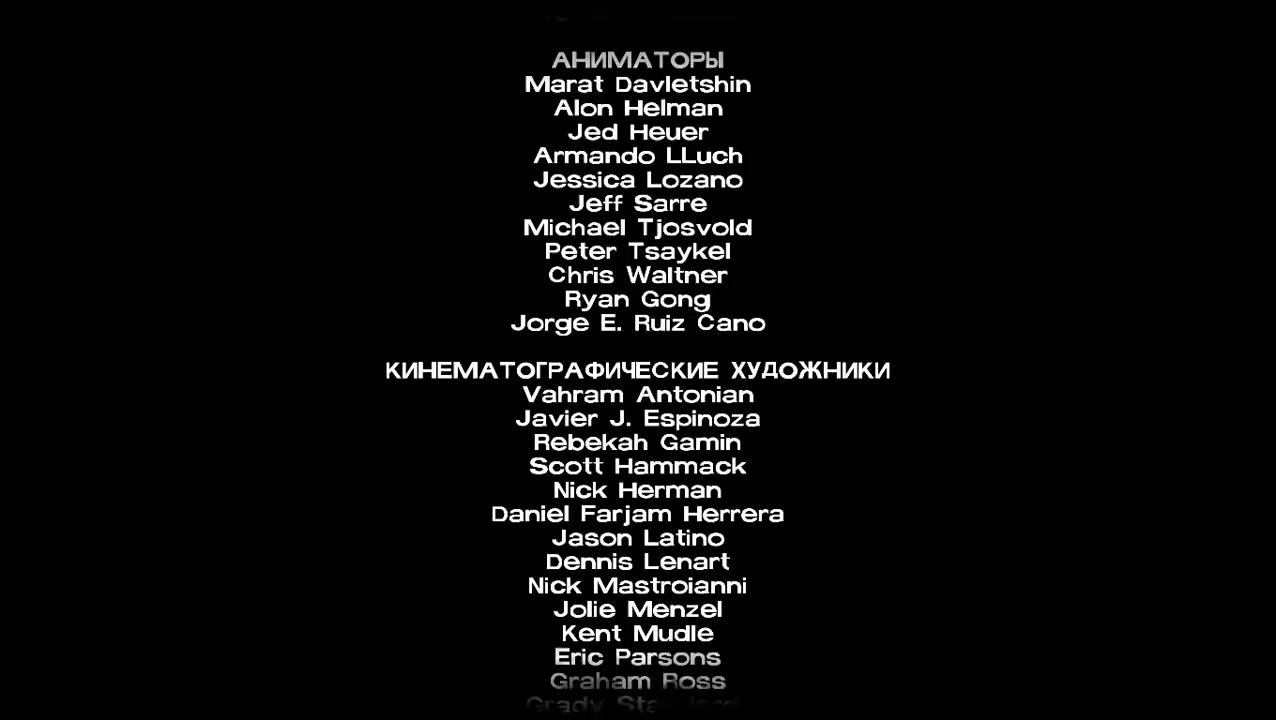 АНИМАТОРЫ
Marat Davletshin
Alon Helman
Jed Heuer
Armando LLuch
Jessica Lozano
Jeff Sarre
Michael Tjosvold
Peter Tsaykel
Chris Waltner
Ryan Gong
Jorge E. Ruiz Cano
КИНЕМАТОГРАФИЧЕСКИЕ ХУДОЖНИКИ
Vahram Antonian
Javier J. Espinoza
Rebekah Gamin
Scott Hammack
Nick Herman
Daniel Farjam Herrera
Jason Latino
Dennis Lenart
Nick Mastroianni
Jolie Menzel
Kent Mudle
Eric Parsons
Graham Ross
Grady